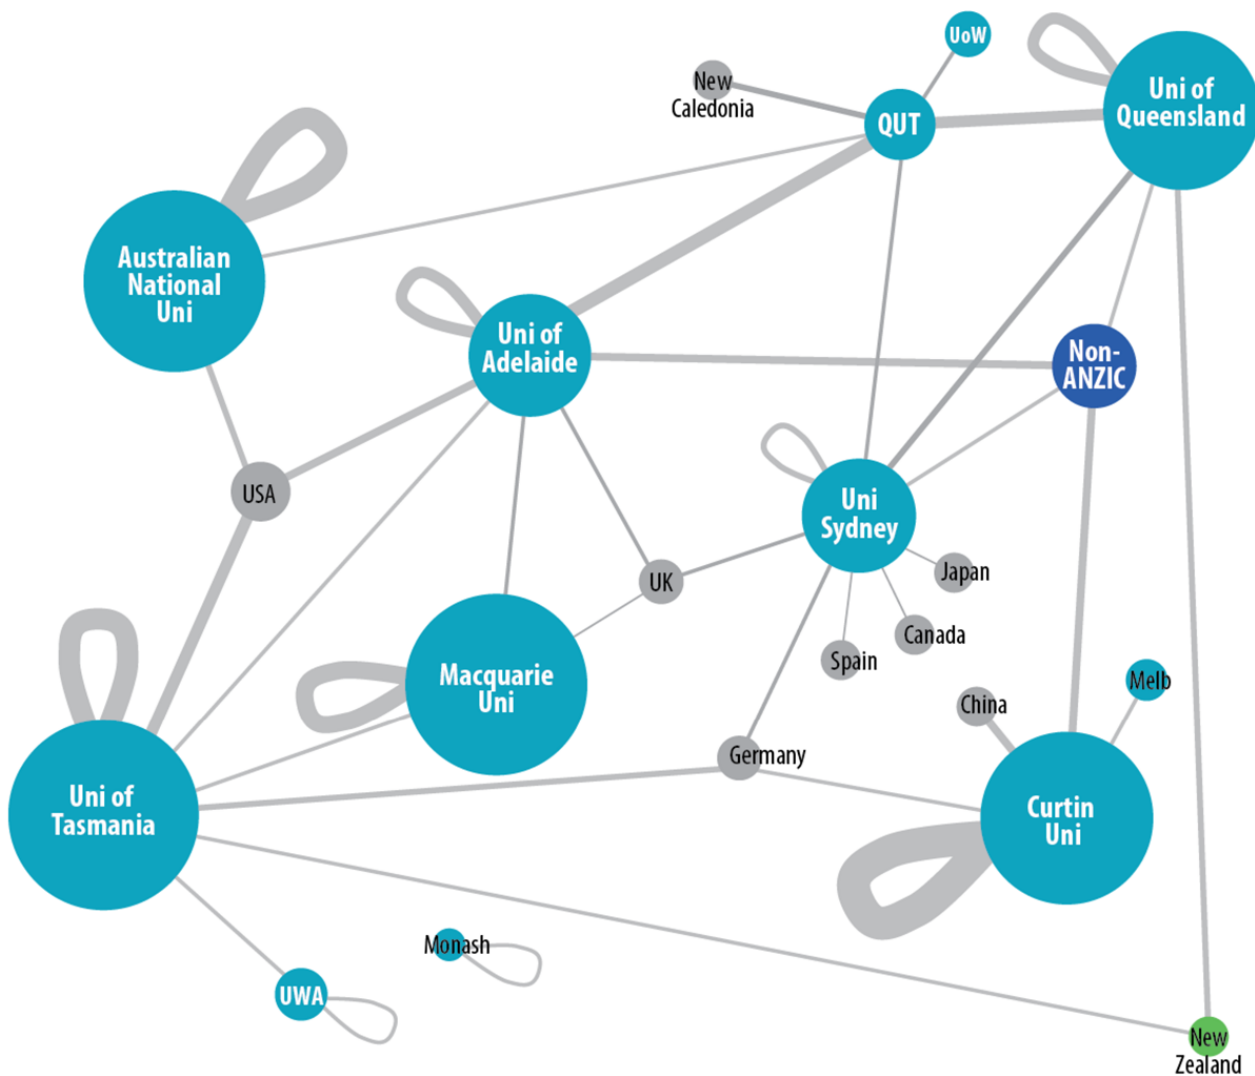 UoW
New
Caledonia
QUT
Uni of
Queensland
Australian
National
Uni
Uni of
Adelaide
Non-
ANZIC
USA
Uni
Sydney
UK
Japan
Canada
Spain
Macquarie
Uni
Melb
China
Germany
Uni of
Tasmania
Curtin
Uni
Monash
UWA
New
Zealand